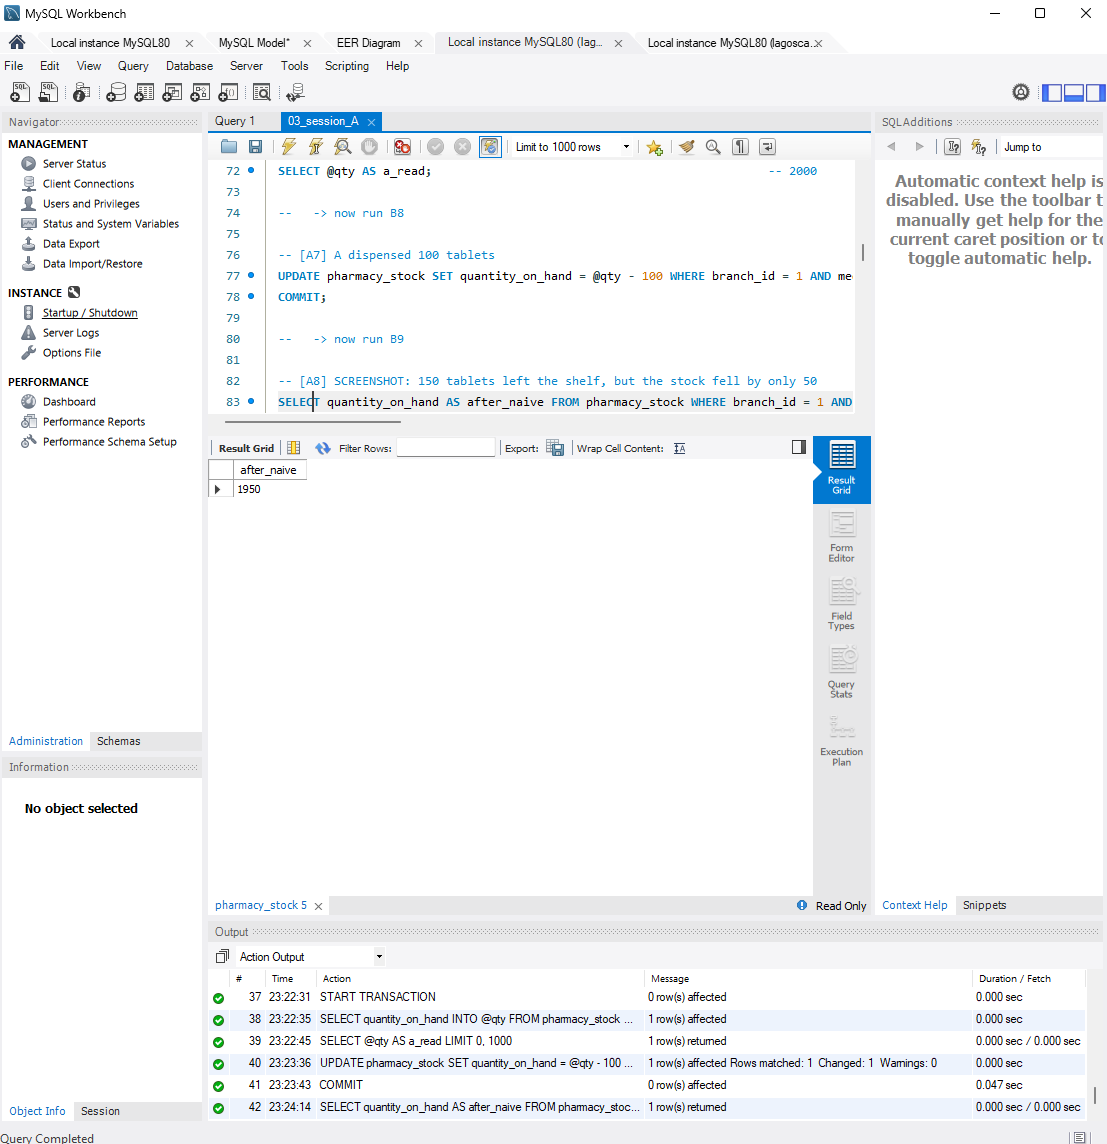 MySQL Workbench
Local instance MySQL80 MySQL Model* EER Diagram Local instance MySQL80 (lag... Local instance MySQL80 (lagosca...
File Edit View Query Database Server Tools Scripting Help
Navigator
MANAGEMENT
Server Status
Client Connections
Users and Privileges
Status and System Variables
Data Export
Data Import/Restore
INSTANCE
Startup / Shutdown
Server Logs
Options File
PERFORMANCE
Dashboard
Performance Reports
Performance Schema Setup
Administration Schemas
Information
No object selected
Object Info Session
Query 1 03_session_A
Limit to 1000 rows
72 SELECT @qty AS a_read; -- 2000
73
74 -- -> now run B8
75
76 -- [A7] A dispensed 100 tablets
77 UPDATE pharmacy_stock SET quantity_on_hand = @qty - 100 WHERE branch_id = 1 AND me
78 COMMIT;
79
80 -- -> now run B9
81
82 -- [A8] SCREENSHOT: 150 tablets left the shelf, but the stock fell by only 50
83 SELECT quantity_on_hand AS after_naive FROM pharmacy_stock WHERE branch_id = 1 AND
Result Grid Filter Rows: Export: Wrap Cell Content:
after_naive
1950
Result Grid
Form Editor
Field Types
Query Stats
Execution Plan
pharmacy_stock 5 Read Only
SQLAdditions
Jump to
Automatic context help is
disabled. Use the toolbar t
manually get help for the
current caret position or to
toggle automatic help.
Context Help Snippets
Output
Action Output
# Time Action Message Duration / Fetch
37 23:22:31 START TRANSACTION 0 row(s) affected 0.000 sec
38 23:22:35 SELECT quantity_on_hand INTO @qty FROM pharmacy_stock ... 1 row(s) affected 0.000 sec
39 23:22:45 SELECT @qty AS a_read LIMIT 0, 1000 1 row(s) returned 0.000 sec / 0.000 sec
40 23:23:36 UPDATE pharmacy_stock SET quantity_on_hand = @qty - 100 ... 1 row(s) affected Rows matched: 1 Changed: 1 Warnings: 0 0.000 sec
41 23:23:43 COMMIT 0 row(s) affected 0.047 sec
42 23:24:14 SELECT quantity_on_hand AS after_naive FROM pharmacy_stoc... 1 row(s) returned 0.000 sec / 0.000 sec
Query Completed